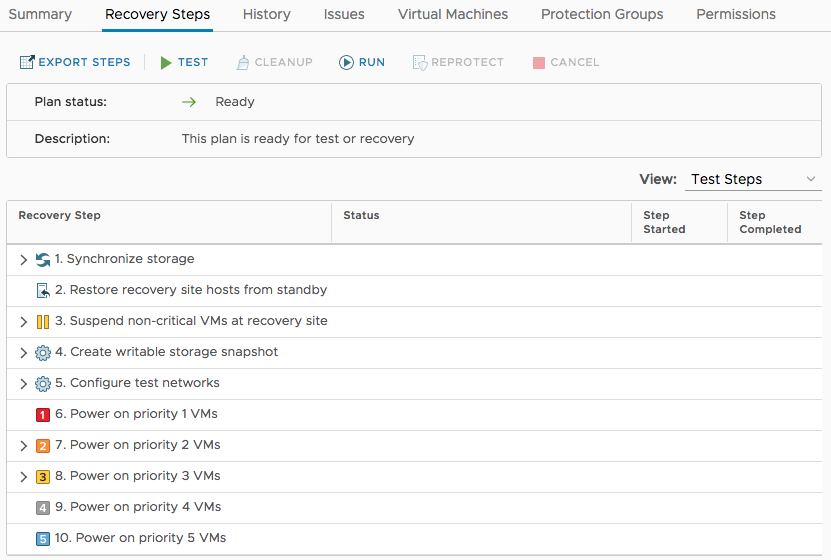 Summary Recovery Steps History Issues Virtual Machines Protection Groups Permissions
EXPORT STEPS TEST CLEANUP RUN REPROTECT CANCEL
Plan status: Ready
Description: This plan is ready for test or recovery
View: Test Steps
Recovery Step Status Step Started Step Completed
1. Synchronize storage
2. Restore recovery site hosts from standby
3. Suspend non-critical VMs at recovery site
4. Create writable storage snapshot
5. Configure test networks
1 6. Power on priority 1 VMs
2 7. Power on priority 2 VMs
3 8. Power on priority 3 VMs
4 9. Power on priority 4 VMs
5 10. Power on priority 5 VMs